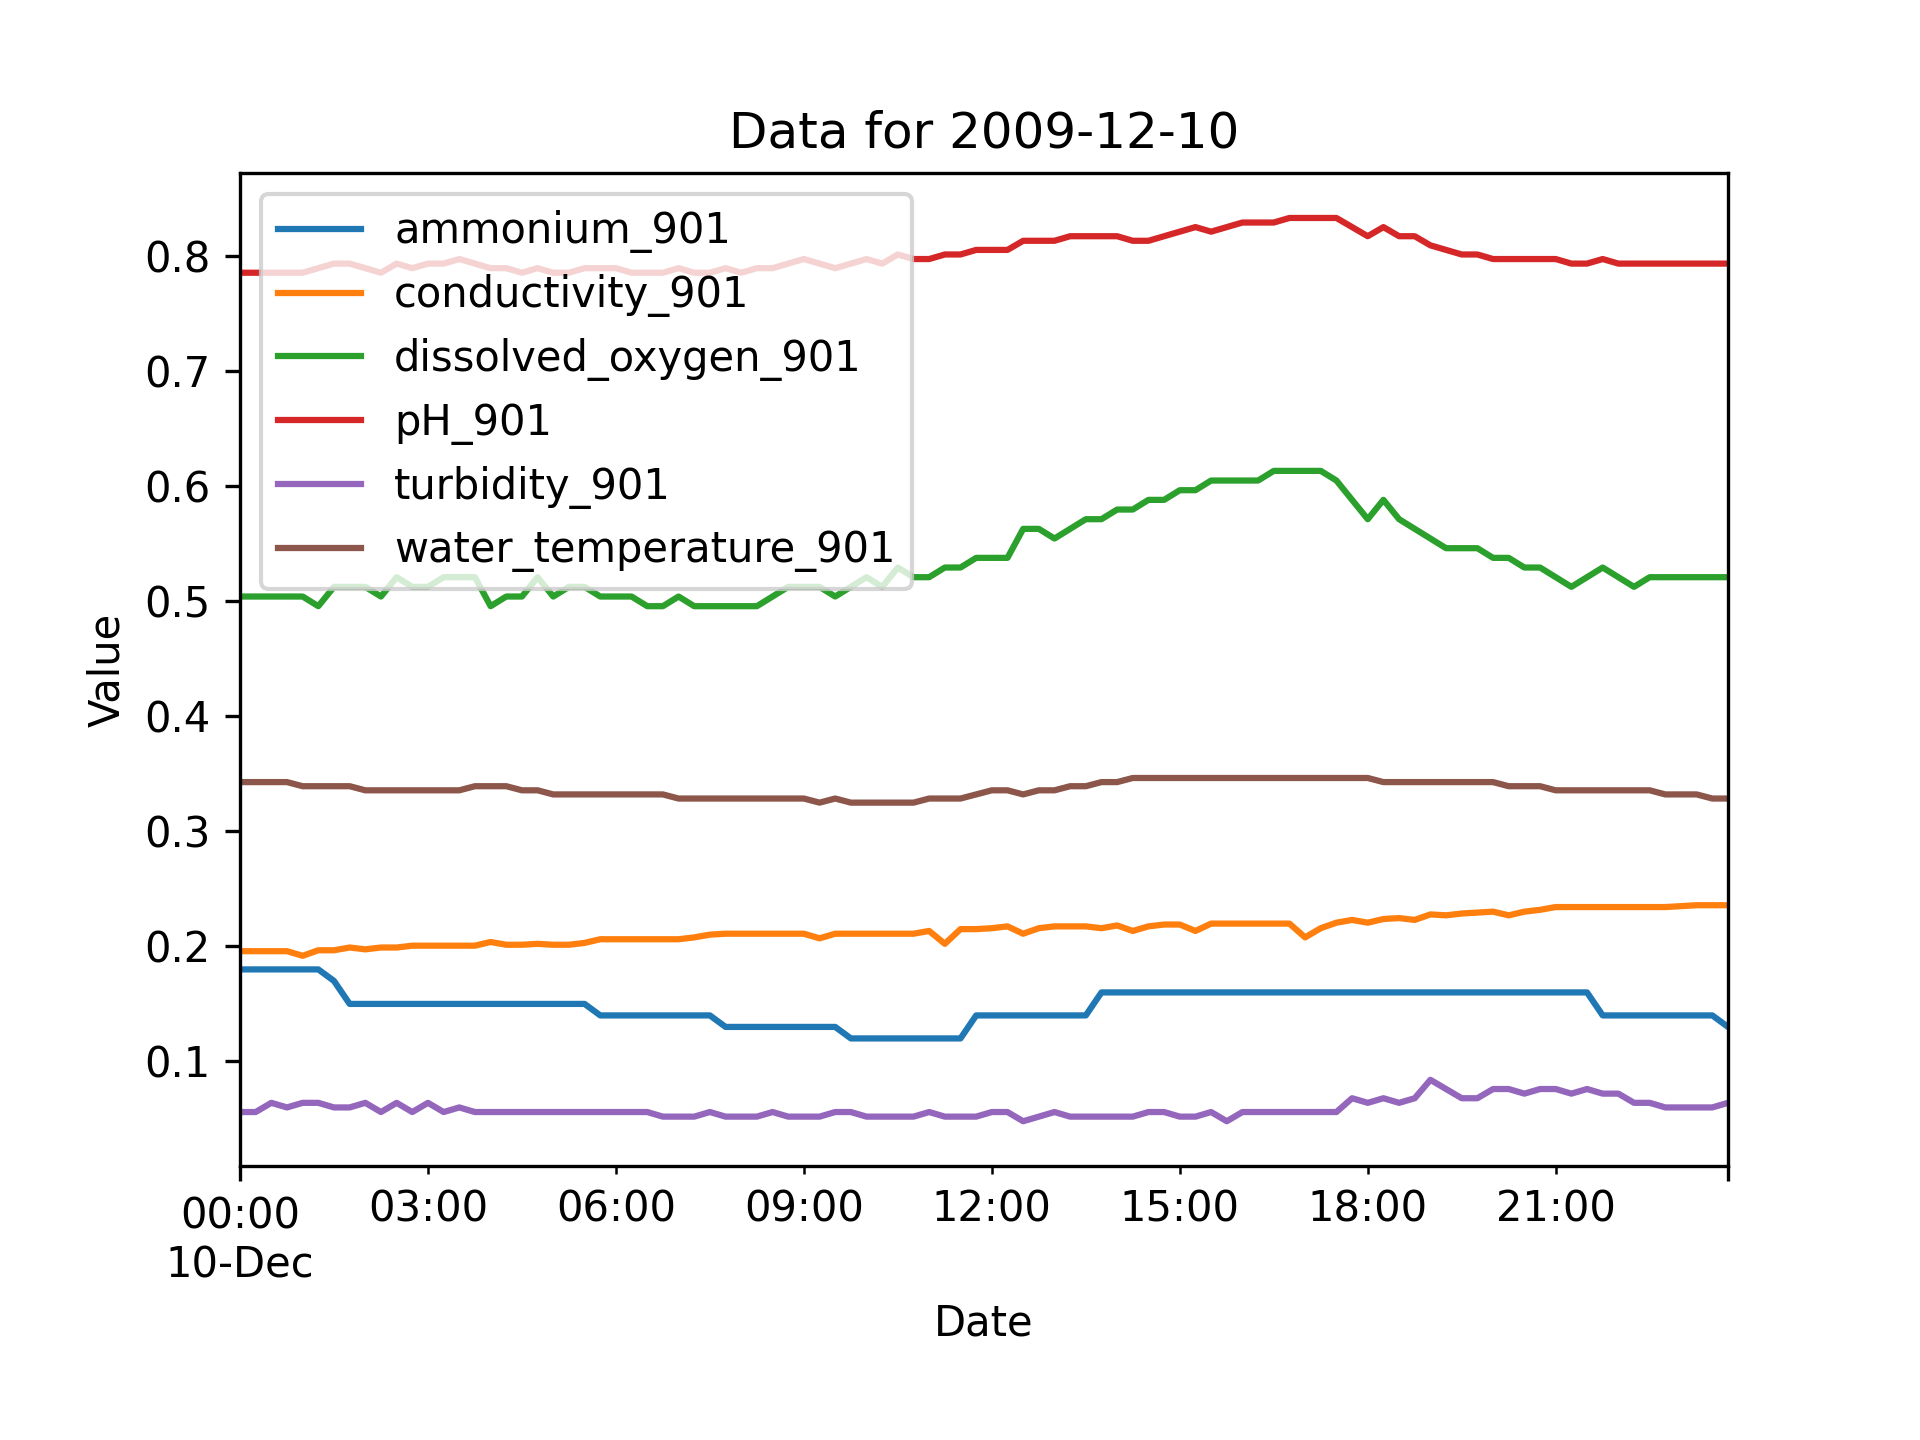 Data for 2009-12-10
ammonium_901
conductivity_901
dissolved_oxygen_901
pH_901
turbidity_901
water_temperature_901
0.8
0.7
0.6
0.5
0.4
0.3
0.2
0.1
Value
00:00 03:00 06:00 09:00 12:00 15:00 18:00 21:00
10-Dec
Date